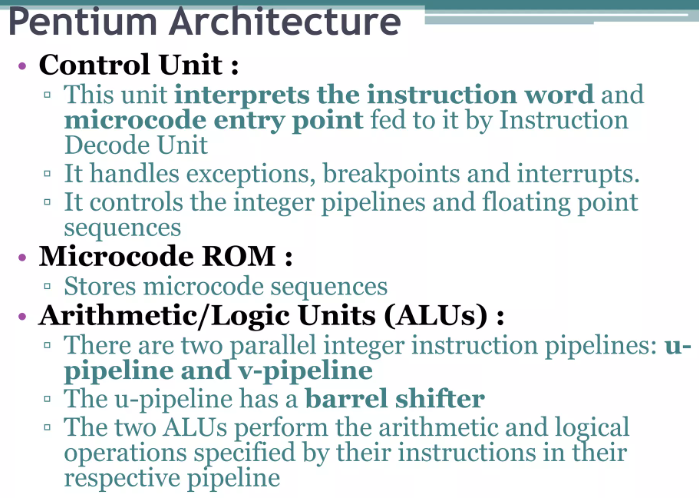 Pentium Architecture
• Control Unit :
▫ This unit interprets the instruction word and
microcode entry point fed to it by Instruction
Decode Unit
▫ It handles exceptions, breakpoints and interrupts.
▫ It controls the integer pipelines and floating point
sequences
• Microcode ROM :
▫ Stores microcode sequences
• Arithmetic/Logic Units (ALUs) :
▫ There are two parallel integer instruction pipelines: u-
pipeline and v-pipeline
▫ The u-pipeline has a barrel shifter
▫ The two ALUs perform the arithmetic and logical
operations specified by their instructions in their
respective pipeline